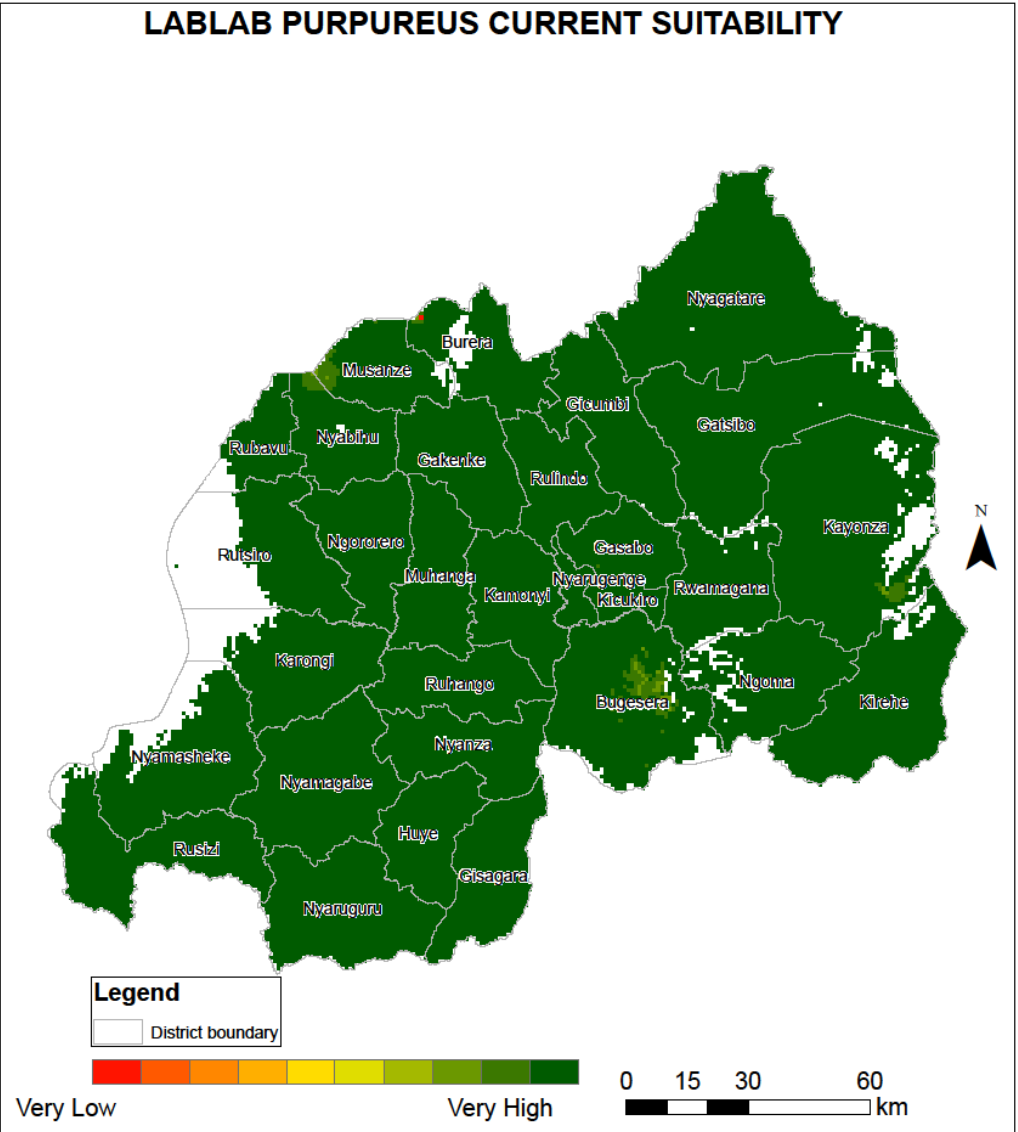 LABLAB PURPUREUS CURRENT SUITABILITY
Nyagatare
Burera
Musanze
Gicumbi
Gatsibo
Nyabihu
Rubavu
Gakenke
Rulindo
Kayonza
N
Ngororero
Gasabo
Rutsiro
Muhanga
Nyarugenge
Rwamagana
Kamonyi
Kicukiro
Karongi
Ruhango
Ngoma
Bugesera
Kirehe
Nyanza
Nyamasheke
Nyamagabe
Huye
Rusizi
Gisagara
Nyaruguru
Legend
District boundary
0 15 30 60
km
Very Low
Very High